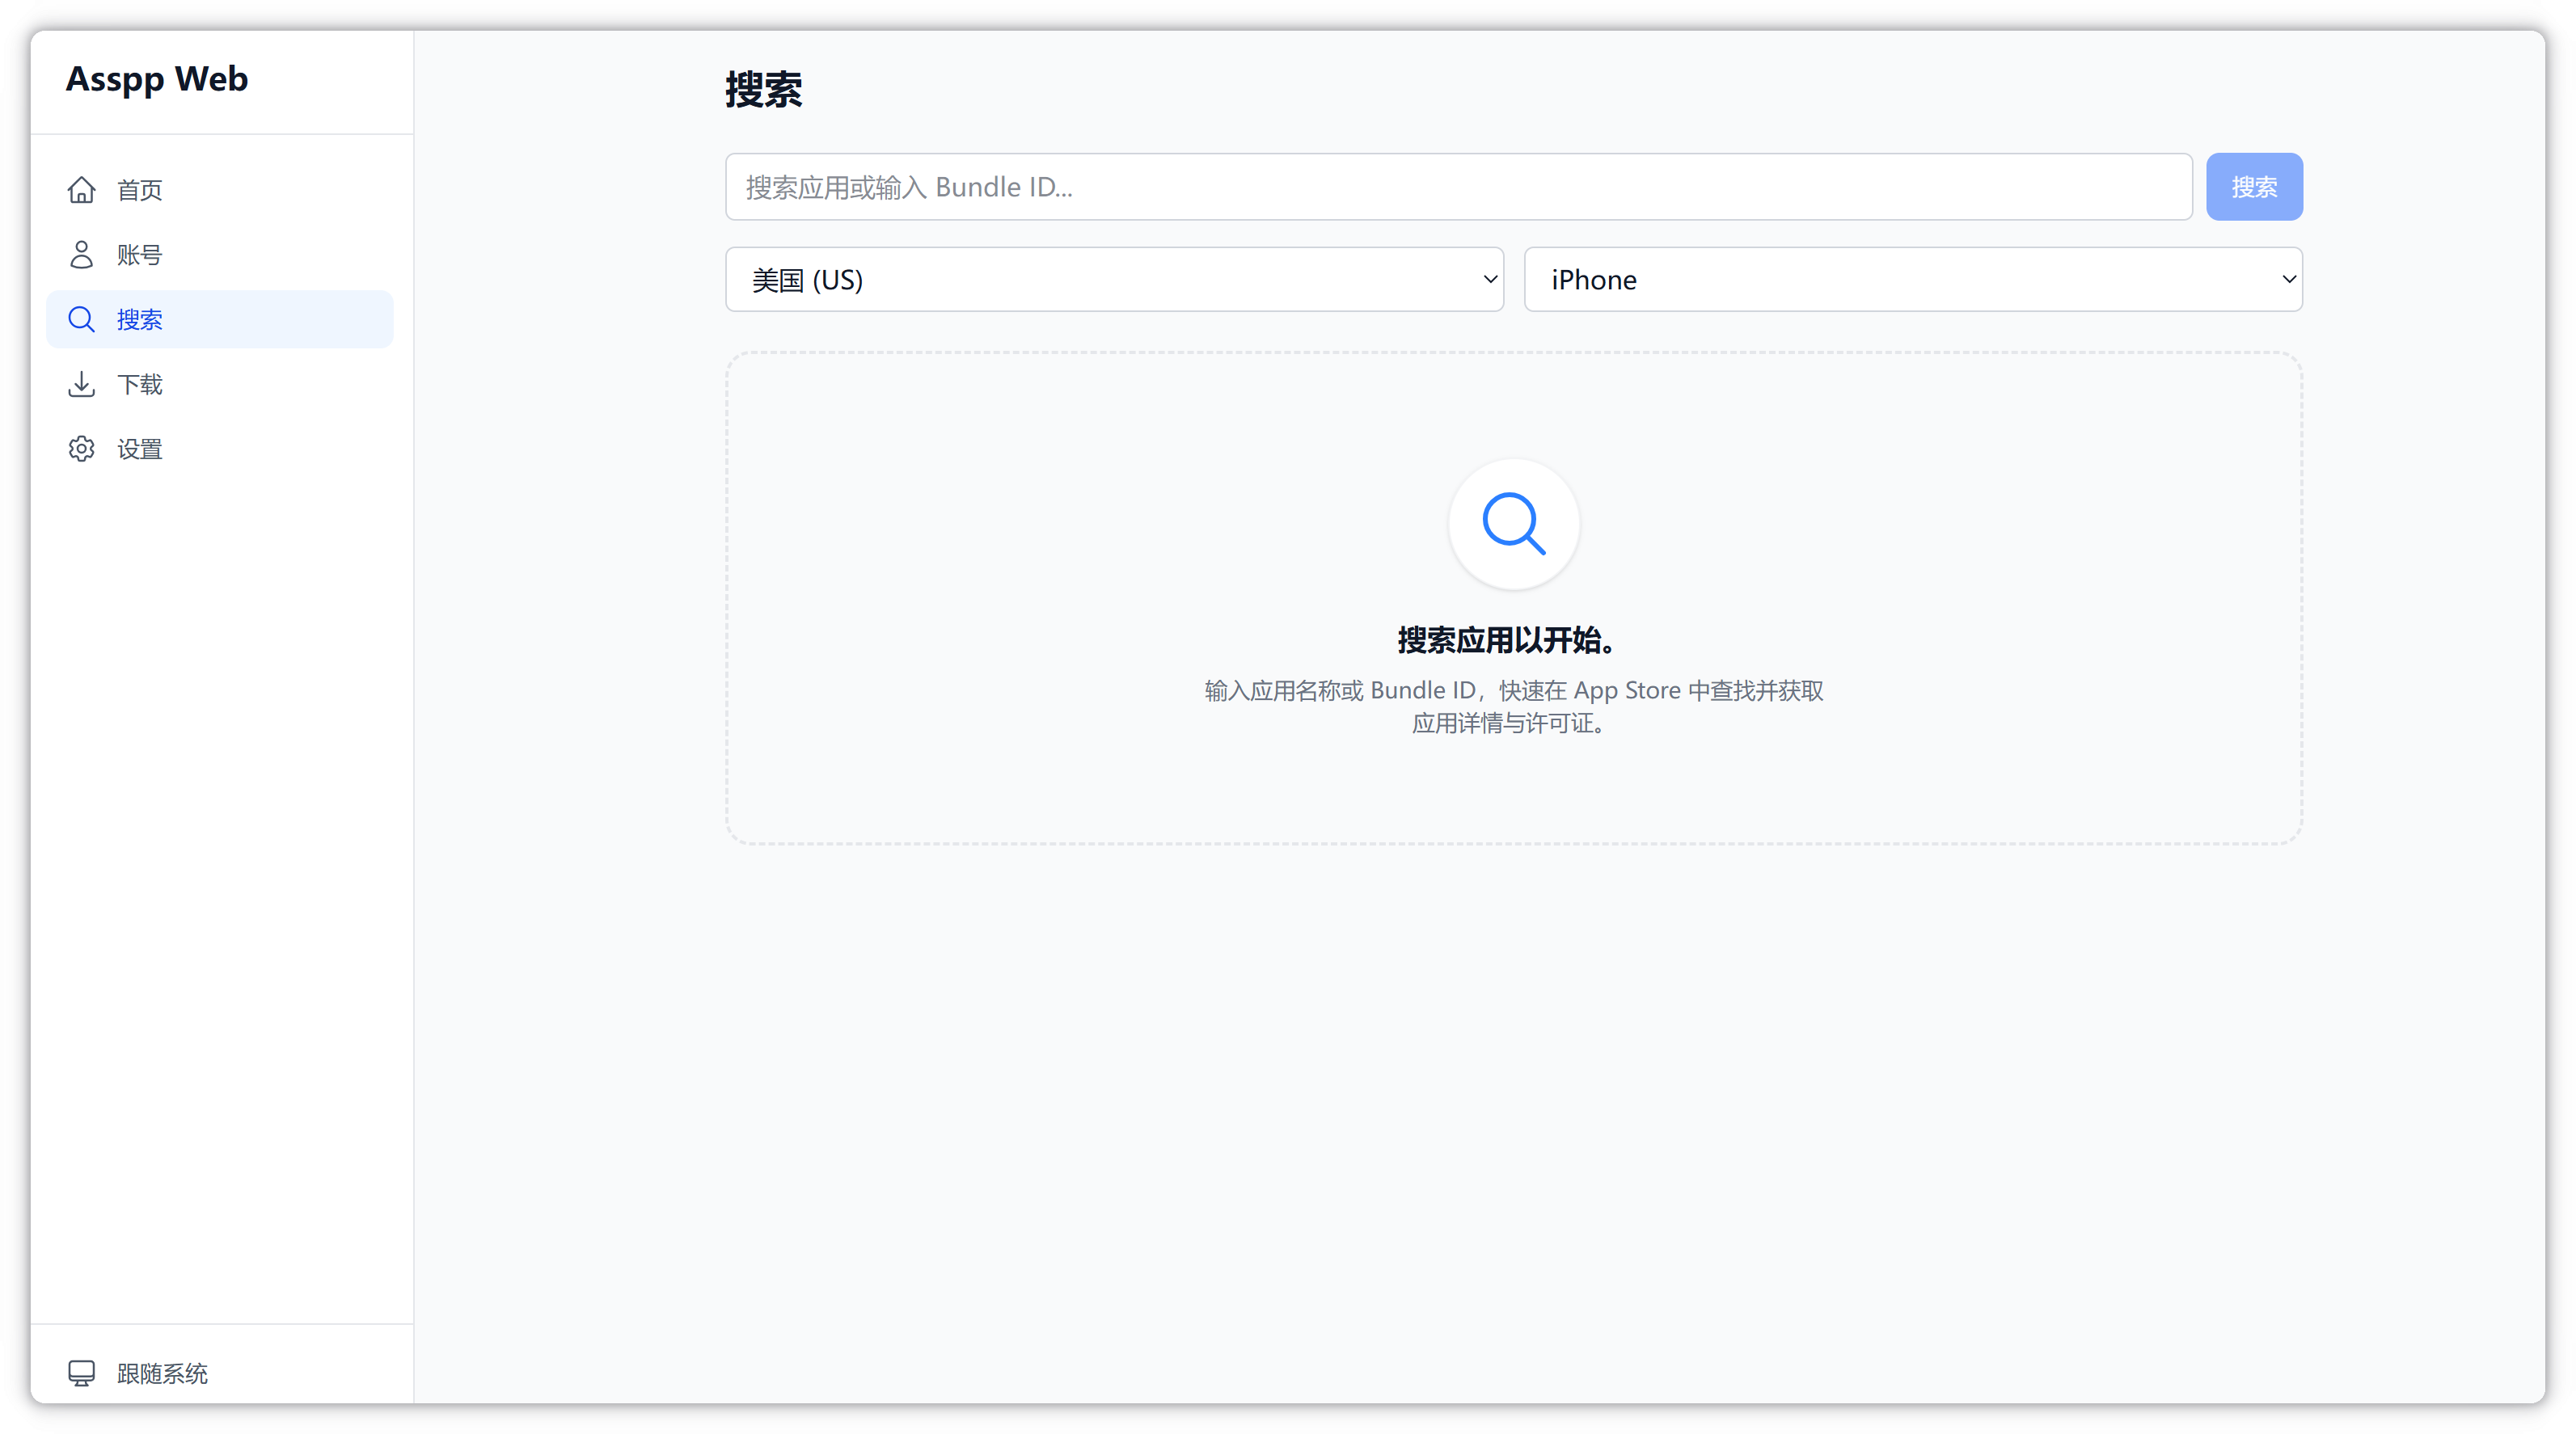 Asspp Web
首页
账号
搜索
下载
设置
跟随系统
搜索
搜索应用或输入 Bundle ID...
搜索
美国 (US)
iPhone
搜索应用以开始。
输入应用名称或 Bundle ID，快速在 App Store 中查找并获取
应用详情与许可证。